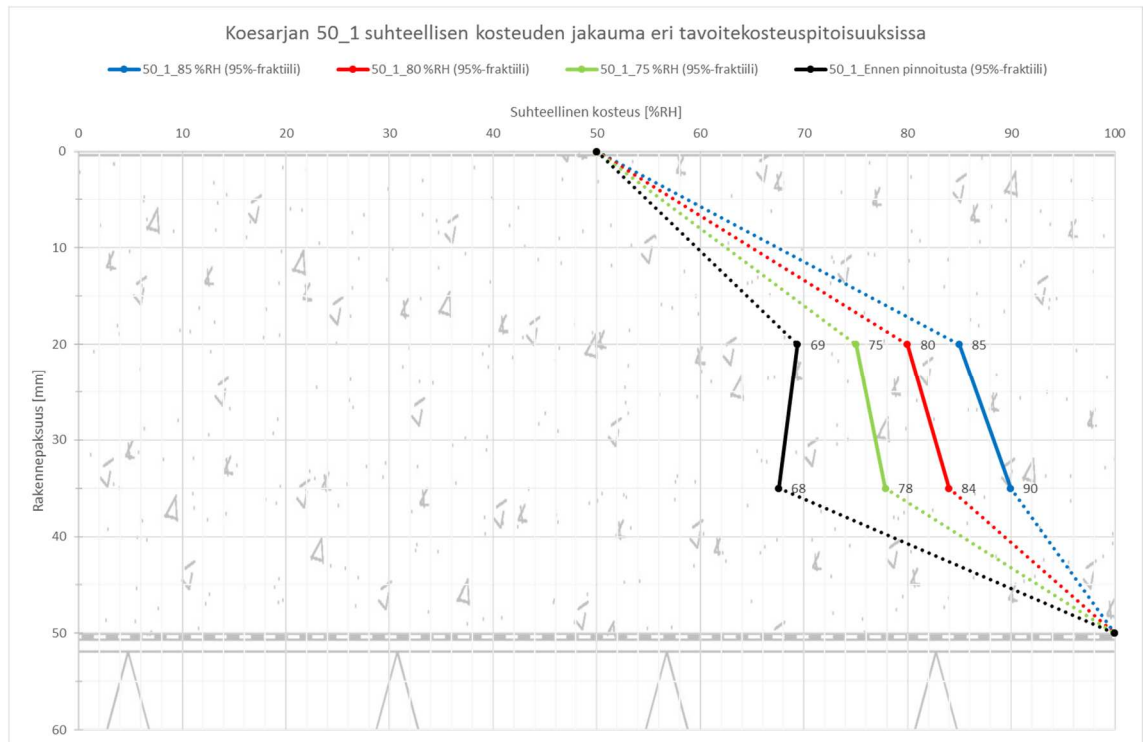 Koesarjan 50_1 suhteellisen kosteuden jakauma eri tavoitekosteuspitoisuuksissa
50_1_85 %RH (95%-fraktiili) 50_1_80 %RH (95%-fraktiili) 50_1_75 %RH (95%-fraktiili) 50_1_Ennen pinnoitusta (95%-fraktiili)
Suhteellinen kosteus [%RH]
0 10 20 30 40 50 60 70 80 90 100
0
10
20
69 75 80 85
Rakennepaksuus [mm]
30
68 78 84 90
40
50
60